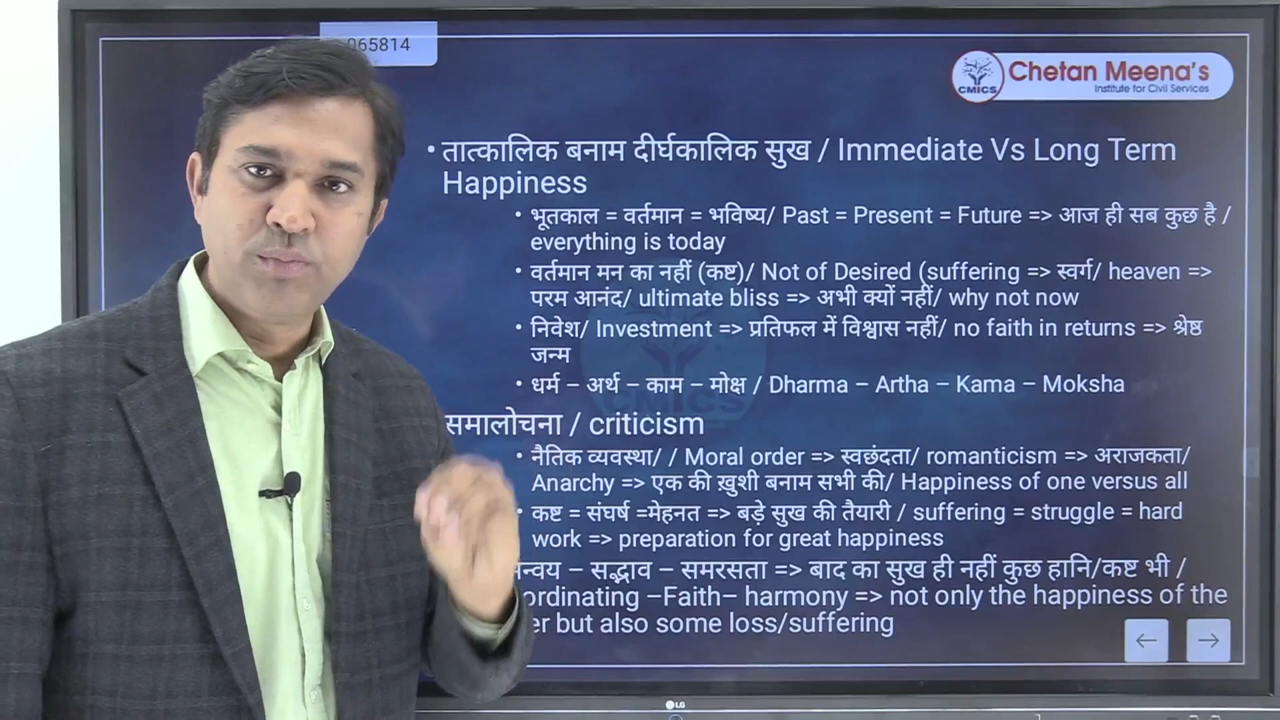 065814
Chetan Meena's
CMICS
Institute for Civil Services
• तात्कालिक बनाम दीर्घकालिक सुख / Immediate Vs Long Term
Happiness
• भूतकाल = वर्तमान = भविष्य/ Past = Present = Future => आज ही सब कुछ है /
everything is today
• वर्तमान मन का नहीं (कष्ट)/ Not of Desired (suffering => स्वर्ग/ heaven =>
परम आनंद/ ultimate bliss => अभी क्यों नहीं/ why not now
• निवेश/ Investment => प्रतिफल में विश्वास नहीं/ no faith in returns => श्रेष्ठ
जन्म
• धर्म – अर्थ – काम – मोक्ष / Dharma – Artha – Kama – Moksha
CMICS
समालोचना / criticism
• नैतिक व्यवस्था/ / Moral order => स्वछंदता/ romanticism => अराजकता/
Anarchy => एक की ख़ुशी बनाम सभी की/ Happiness of one versus all
• कष्ट = संघर्ष =मेहनत => बड़े सुख की तैयारी / suffering = struggle = hard
work => preparation for great happiness
– सद्भाव – समरसता => बाद का सुख ही नहीं कुछ हानि/कष्ट भी /
–Faith– harmony => not only the happiness of the
but also some loss/suffering
LG